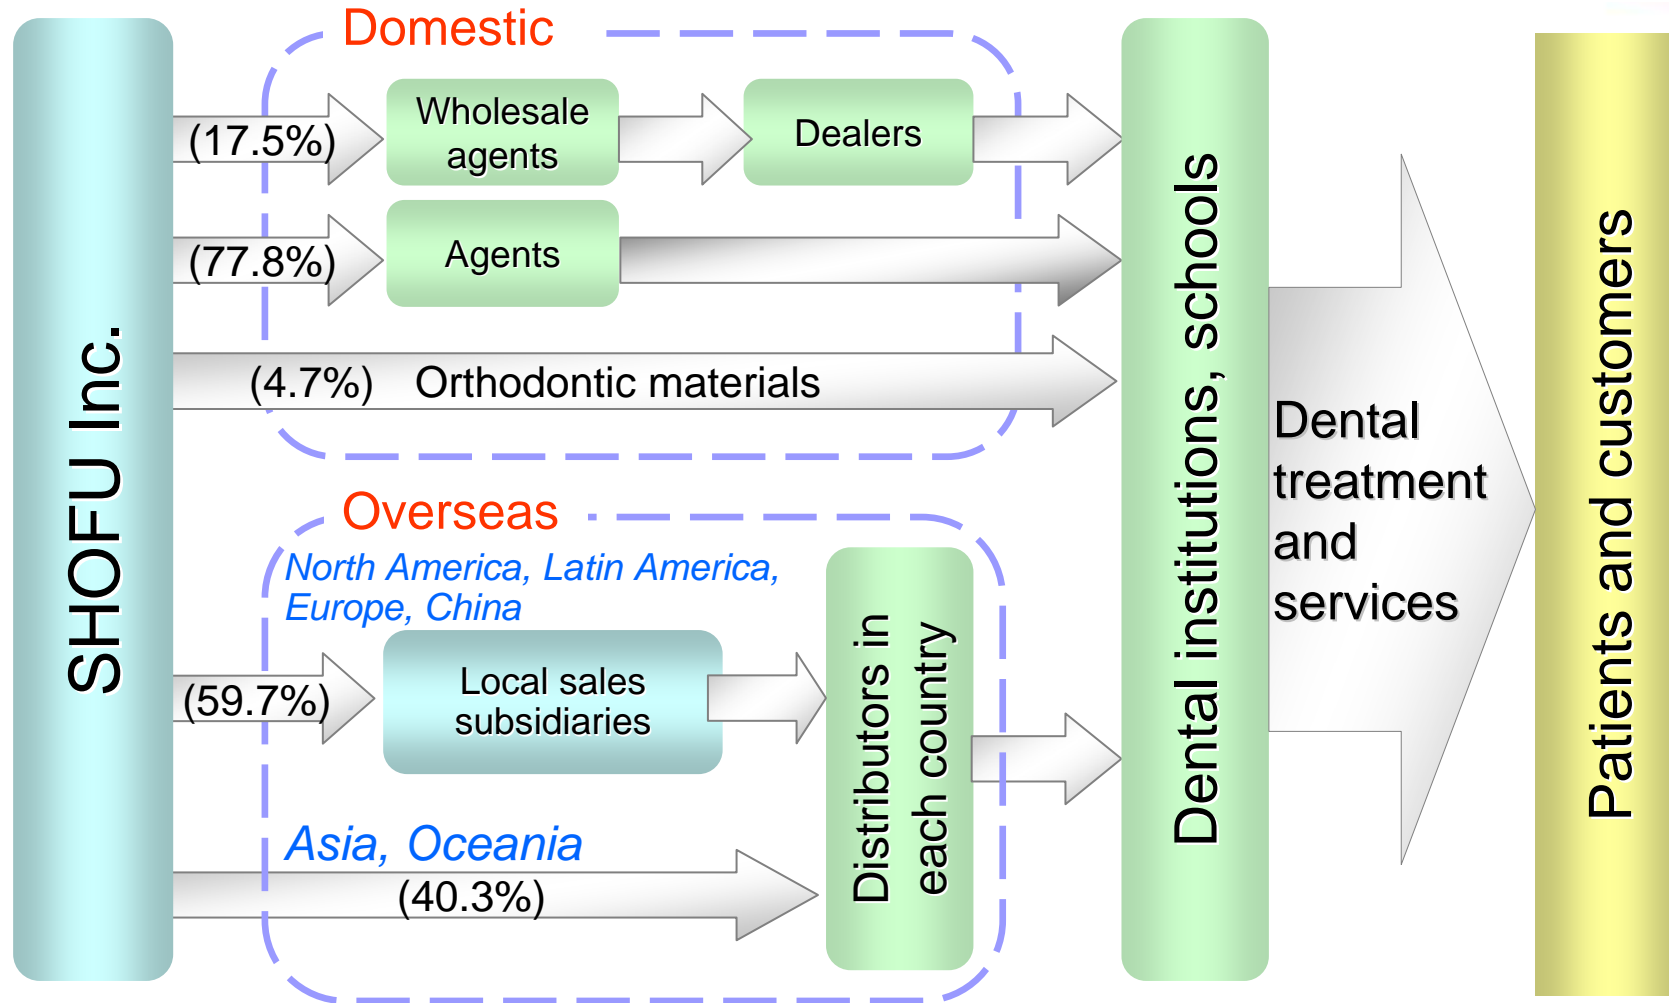 SHOFU Inc.
Domestic
(17.5%)
Wholesale
agents
Dealers
(77.8%)
Agents
(4.7%) Orthodontic materials
Overseas
North America, Latin America,
Europe, China
(59.7%)
Local sales
subsidiaries
Asia, Oceania
(40.3%)
Distributors in
each country
Dental institutions, schools
Dental
treatment
and
services
Patients and customers